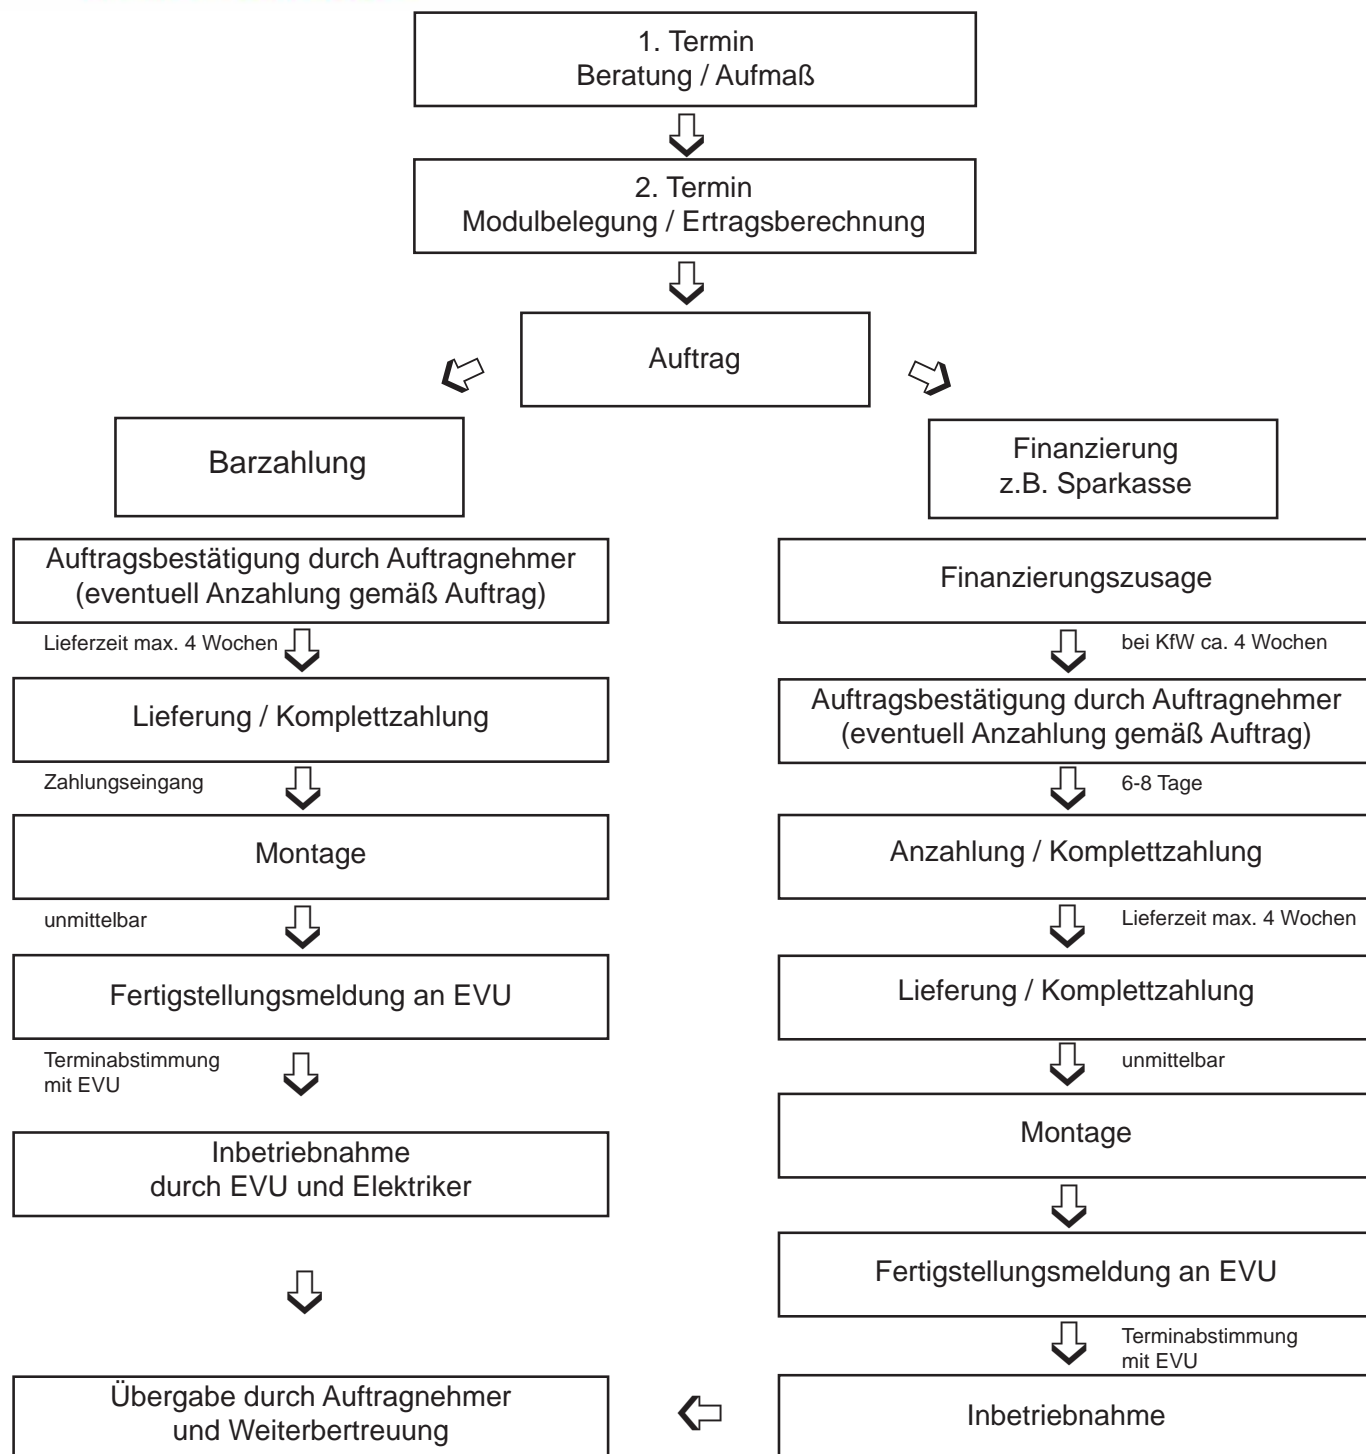 1. Termin
Beratung / Aufmaß
2. Termin
Modulbelegung / Ertragsberechnung
Auftrag
Barzahlung
Auftragsbestätigung durch Auftragnehmer
(eventuell Anzahlung gemäß Auftrag)
Lieferzeit max. 4 Wochen
Lieferung / Komplettzahlung
Zahlungseingang
Montage
unmittelbar
Fertigstellungsmeldung an EVU
Terminabstimmung
mit EVU
Inbetriebnahme
durch EVU und Elektriker
Finanzierung
z.B. Sparkasse
Finanzierungszusage
bei KfW ca. 4 Wochen
Auftragsbestätigung durch Auftragnehmer
(eventuell Anzahlung gemäß Auftrag)
6-8 Tage
Anzahlung / Komplettzahlung
Lieferzeit max. 4 Wochen
Lieferung / Komplettzahlung
unmittelbar
Montage
Fertigstellungsmeldung an EVU
Terminabstimmung
mit EVU
Inbetriebnahme
Übergabe durch Auftragnehmer
und Weiterbertreuung